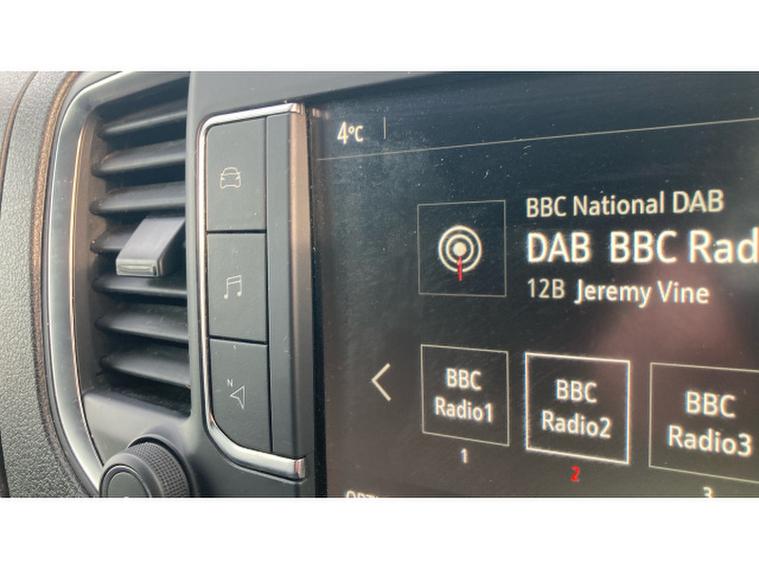 4°C
BBC National DAB
DAB BBC Rad
12B Jeremy Vine
N
BBC
Radio1
BBC
Radio2
BBC
Radio3
1
2
3